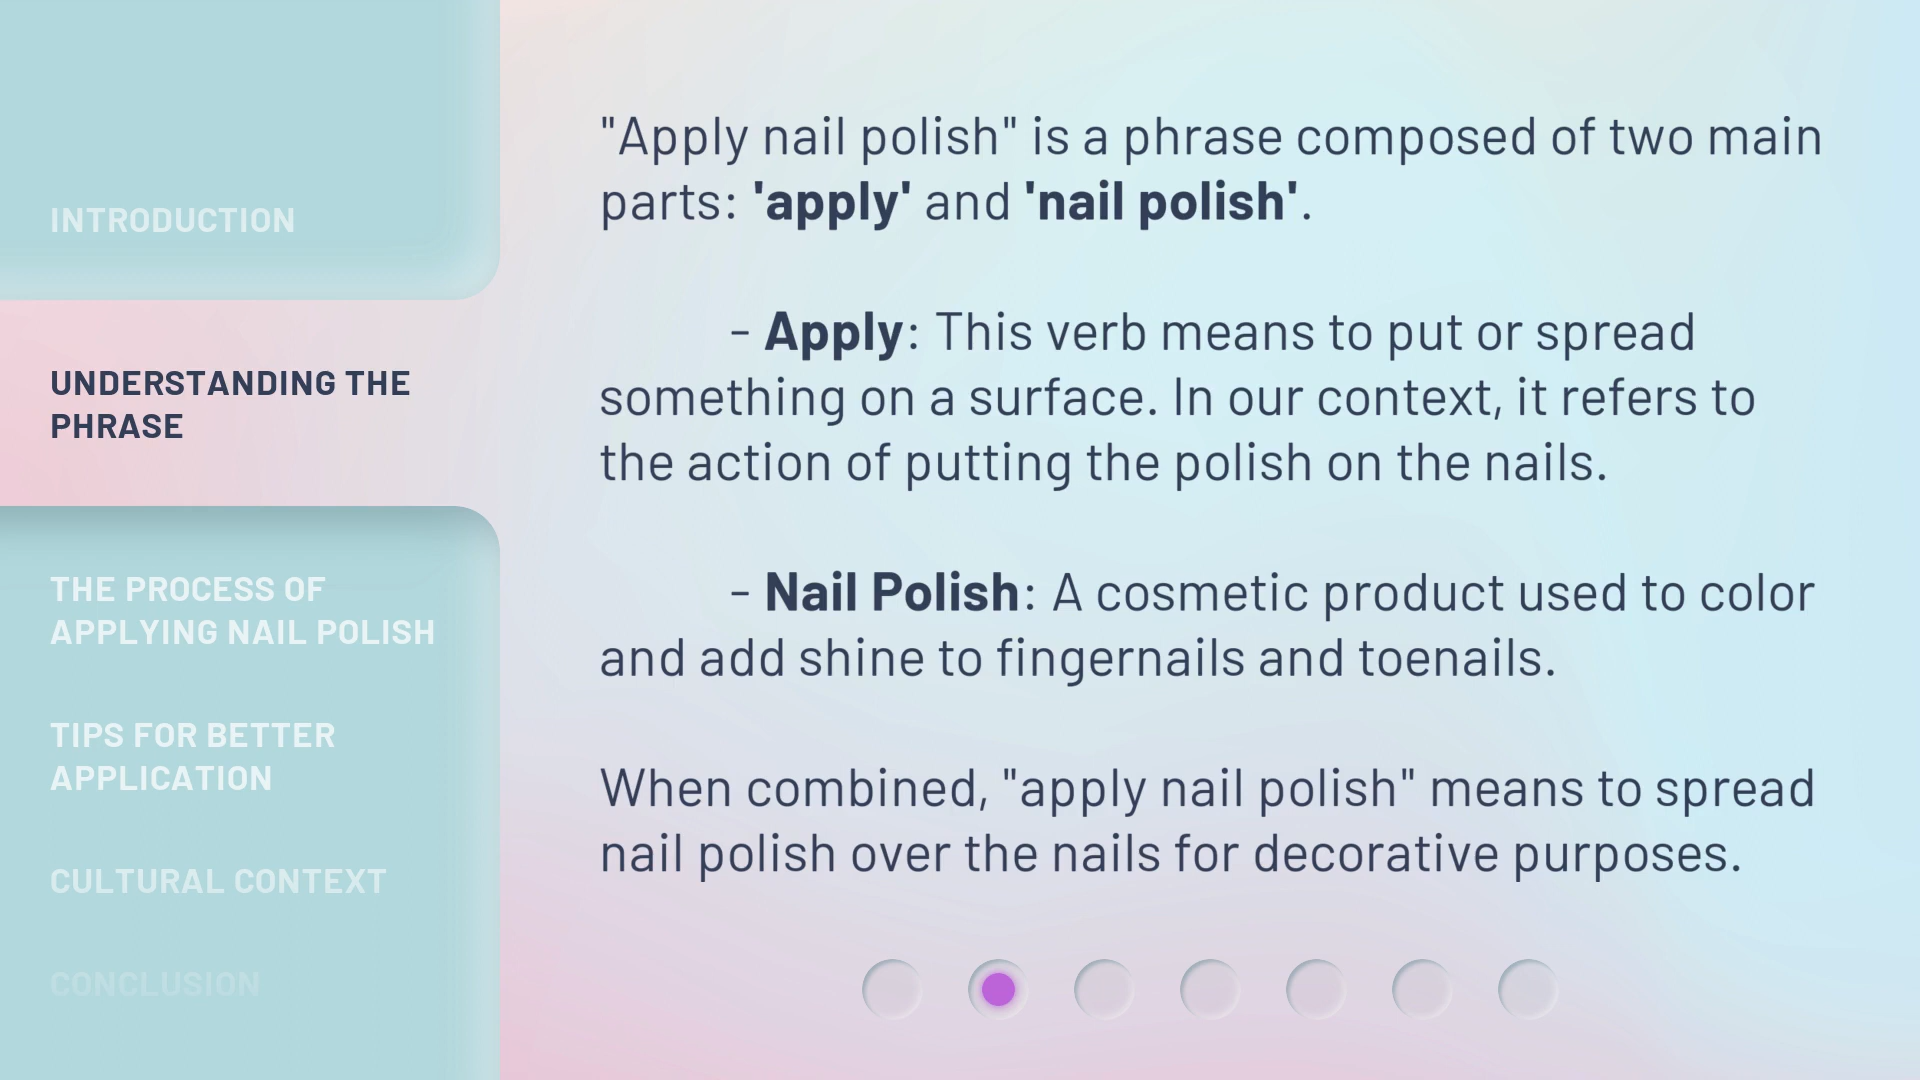 INTRODUCTION
UNDERSTANDING THE
PHRASE
THE PROCESS OF
APPLYING NAIL POLISH
TIPS FOR BETTER
APPLICATION
CULTURAL CONTEXT
CONCLUSION
"Apply nail polish" is a phrase composed of two main
parts: 'apply' and 'nail polish'.
- Apply: This verb means to put or spread
something on a surface. In our context, it refers to
the action of putting the polish on the nails.
- Nail Polish: A cosmetic product used to color
and add shine to fingernails and toenails.
When combined, "apply nail polish" means to spread
nail polish over the nails for decorative purposes.